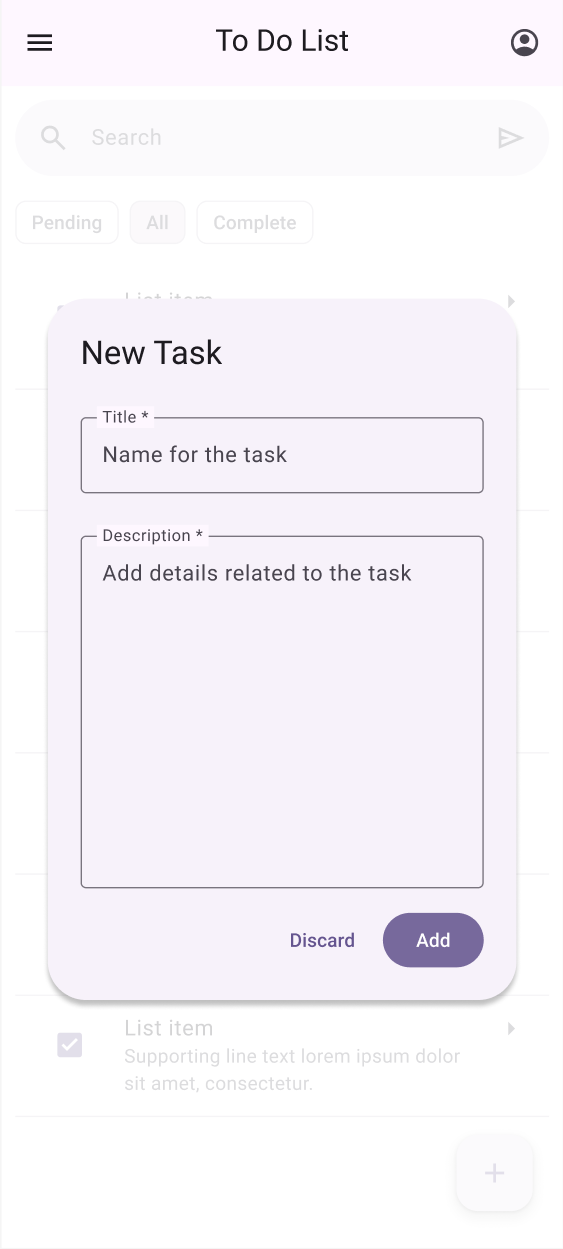 To Do List
Search
Pending All Complete
List item
New Task
Title *
Name for the task
Description *
Add details related to the task
Discard Add
List item
Supporting line text lorem ipsum dolor
sit amet, consectetur.